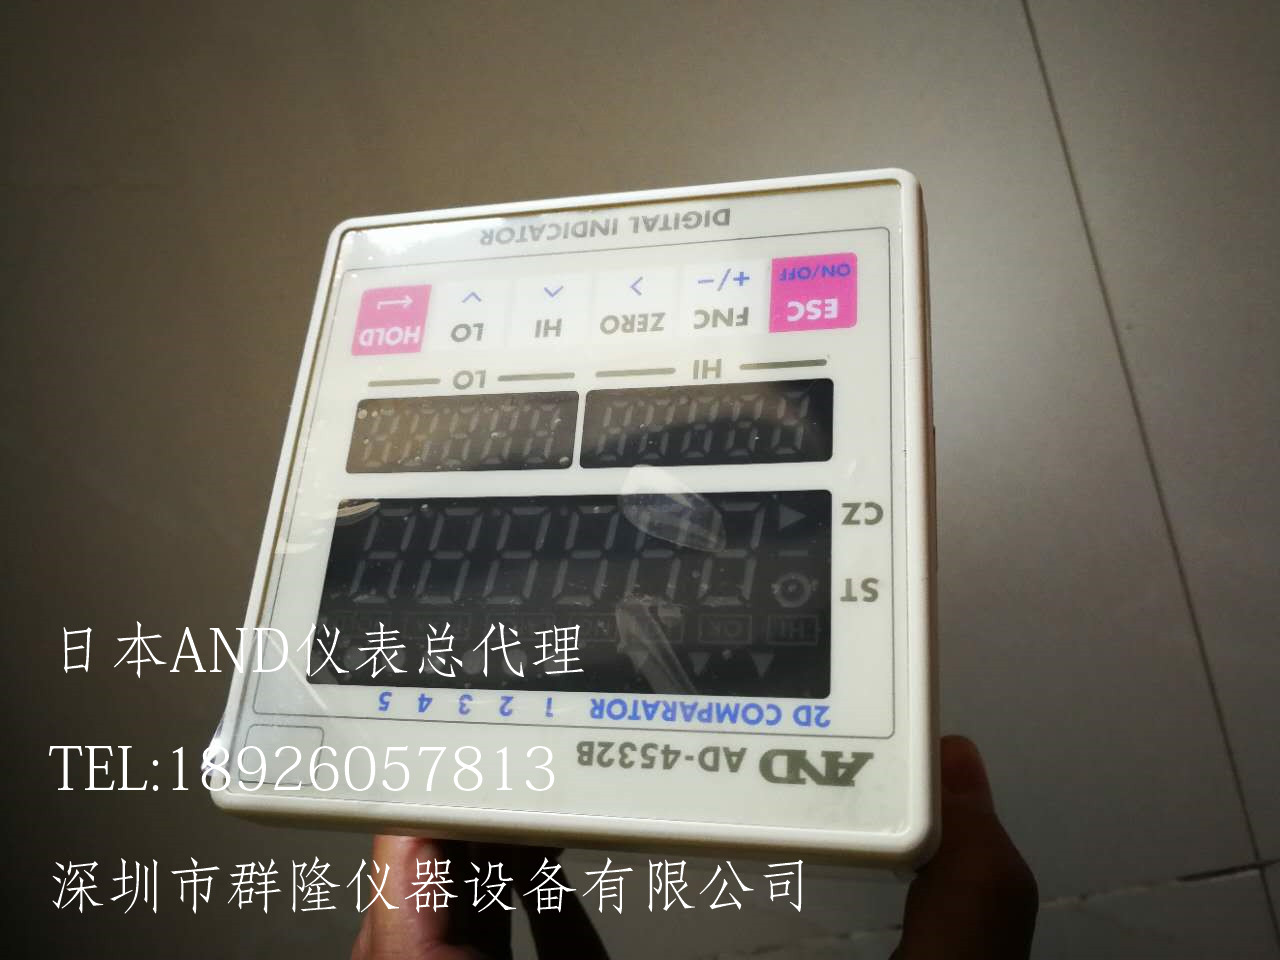 AND AD-4532B
2D COMPARATOR 1 2 3 4 5
HI OK
ST
CZ
HI LO
ESC FNC ZERO HI LO HOLD
ON/OFF +/-
DIGITAL INDICATOR
日本AND仪表总代理
TEL:18926057813
深圳市群隆仪器设备有限公司